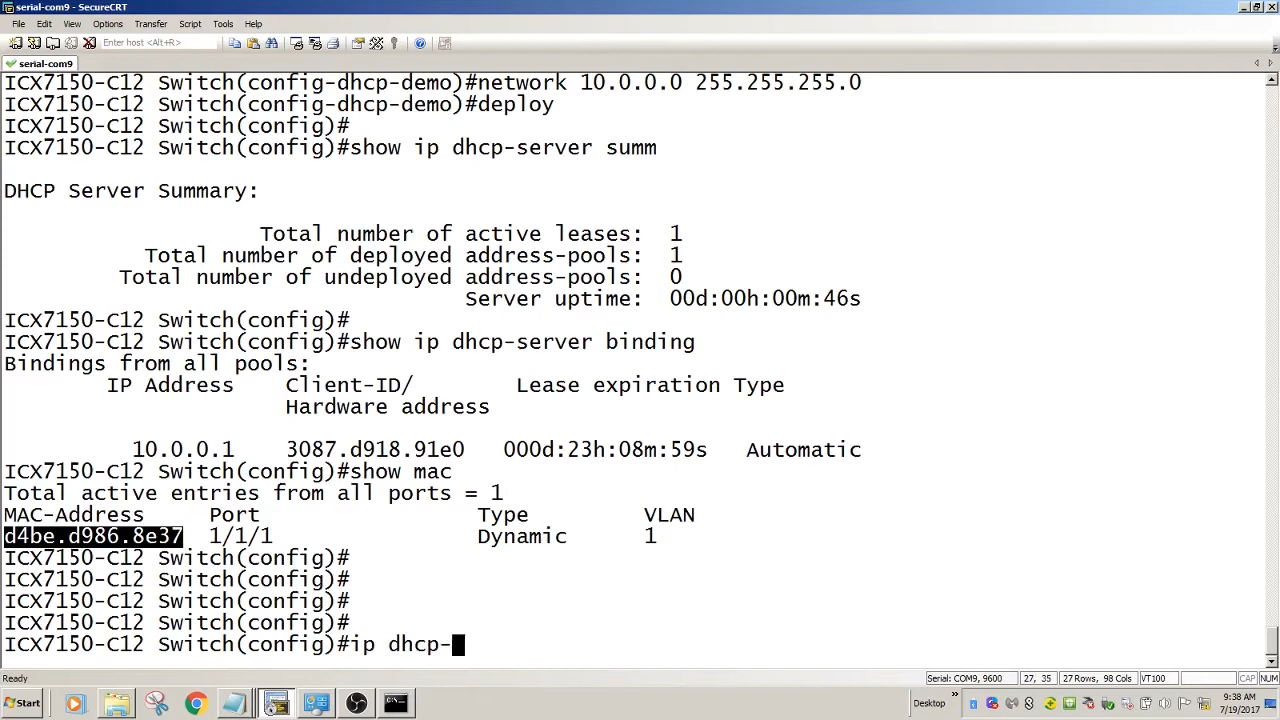 serial-com9 - SecureCRT
File Edit View Options Transfer Script Tools Help
Enter host <Alt+R>
serial-com9
ICX7150-C12 Switch(config-dhcp-demo)#network 10.0.0.0 255.255.255.0
ICX7150-C12 Switch(config-dhcp-demo)#deploy
ICX7150-C12 Switch(config)#
ICX7150-C12 Switch(config)#show ip dhcp-server summ
DHCP Server Summary:
Total number of active leases: 1
Total number of deployed address-pools: 1
Total number of undeployed address-pools: 0
Server uptime: 00d:00h:00m:46s
ICX7150-C12 Switch(config)#
ICX7150-C12 Switch(config)#show ip dhcp-server binding
Bindings from all pools:
IP Address Client-ID/ Lease expiration Type
Hardware address
10.0.0.1 3087.d918.91e0 000d:23h:08m:59s Automatic
ICX7150-C12 Switch(config)#show mac
Total active entries from all ports = 1
MAC-Address Port Type VLAN
d4be.d986.8e37 1/1/1 Dynamic 1
ICX7150-C12 Switch(config)#
ICX7150-C12 Switch(config)#
ICX7150-C12 Switch(config)#
ICX7150-C12 Switch(config)#
ICX7150-C12 Switch(config)#ip dhcp-
Ready Serial: COM9, 9600 27, 35 27 Rows, 98 Cols VT100 CAP NUM
Start Desktop 9:38 AM
7/19/2017